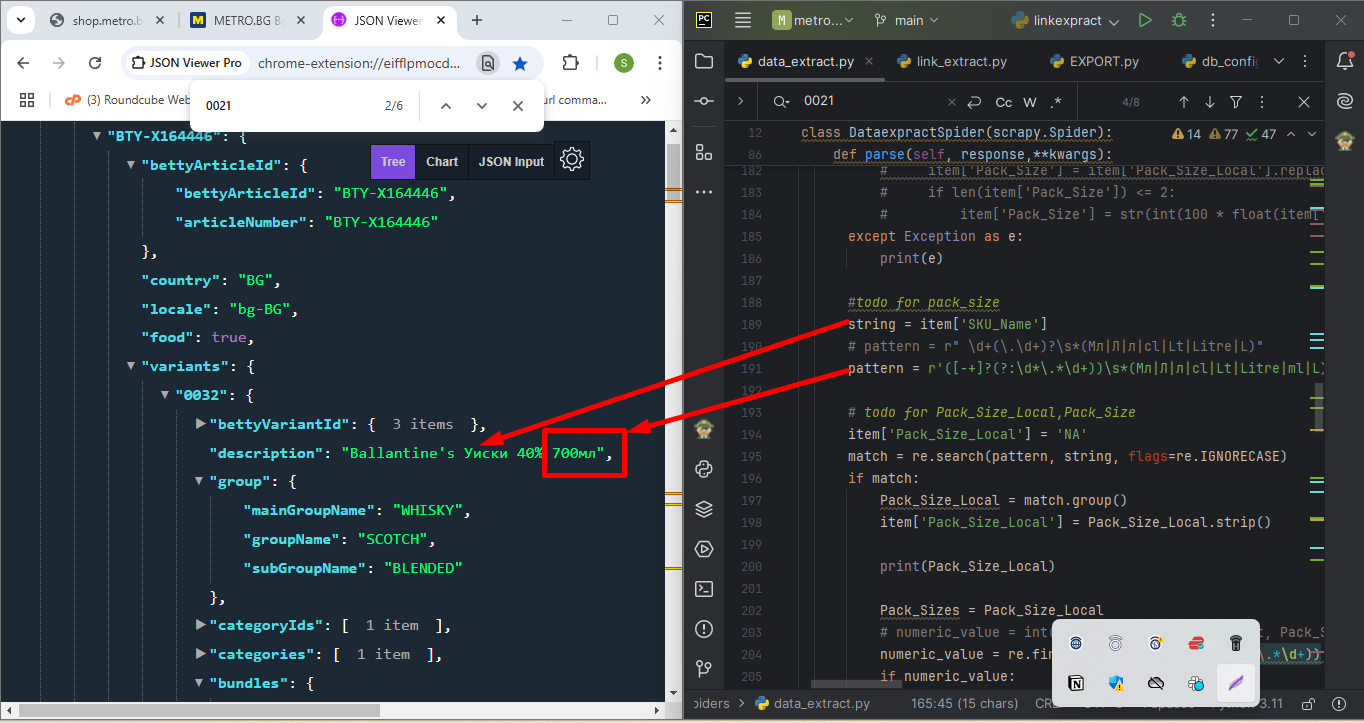 shop.metro.b
METRO.BG Ba
JSON Viewer
JSON Viewer Pro
chrome-extension://eifflpmocd...
(3) Roundcube Web
url comma...
0021
2/6
"BTY-X164446": {
Tree
Chart
JSON Input
"bettyArticleId": {
"bettyArticleId": "BTY-X164446",
"articleNumber": "BTY-X164446"
},
"country": "BG",
"locale": "bg-BG",
"food": true,
"variants": {
"0032": {
"bettyVariantId": { 3 items },
"description": "Ballantine's Уиски 40% 700мл",
"group": {
"mainGroupName": "WHISKY",
"groupName": "SCOTCH",
"subGroupName": "BLENDED"
},
"categoryIds": [ 1 item ],
"categories": [ 1 item ],
"bundles": {
PC
M metro...
main
linkexpract
data_extract.py
link_extract.py
EXPORT.py
db_config
0021
Cc W .*
4/8
12 class DataexpractSpider(scrapy.Spider):
14 77 47
86 def parse(self, response,**kwargs):
182 # item['Pack_Size'] = item['Pack_Size_Local'].replac
183 # if len(item['Pack_Size']) <= 2:
184 # item['Pack_Size'] = str(int(100 * float(item['
185 except Exception as e:
186 print(e)
187
188 #todo for pack_size
189 string = item['SKU_Name']
190 # pattern = r" \d+(\.\d+)?\s*(Мл|Л|л|cl|Lt|Litre|L)"
191 pattern = r'([-+]?(?:\d*\.*\d+))\s*(Мл|Л|л|cl|Lt|Litre|ml|L)
192
193 # todo for Pack_Size_Local,Pack_Size
194 item['Pack_Size_Local'] = 'NA'
195 match = re.search(pattern, string, flags=re.IGNORECASE)
196 if match:
197 Pack_Size_Local = match.group()
198 item['Pack_Size_Local'] = Pack_Size_Local.strip()
199
200 print(Pack_Size_Local)
201
202 Pack_Sizes = Pack_Size_Local
203 # numeric_value = int( , Pack_S
204 numeric_value = re.fin \.*\d+))
205 if numeric_value:
piders
data_extract.py
165:45 (15 chars)
3.11